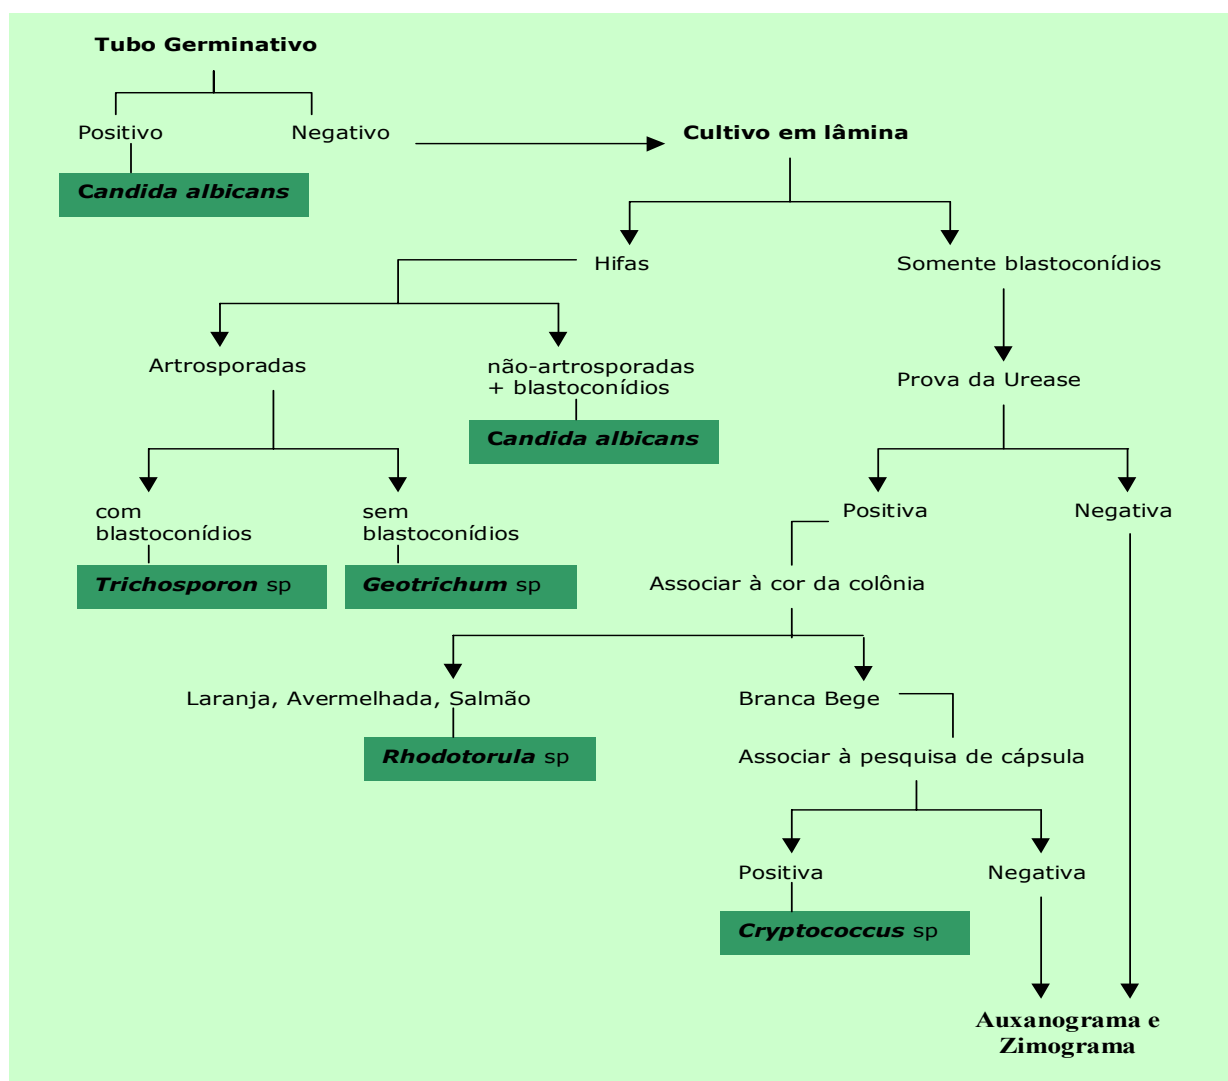 Tubo Germinativo
Positivo
Negativo
Cultivo em lâmina
Candida albicans
Hifas
Somente blastoconídios
Artrosporadas
não-artrosporadas
+ blastoconídios
Prova da Urease
Candida albicans
com
blastoconídios
sem
blastoconídios
Positiva
Negativa
Trichosporon sp
Geotrichum sp
Associar à cor da colônia
Laranja, Avermelhada, Salmão
Branca Bege
Rhodotorula sp
Associar à pesquisa de cápsula
Positiva
Negativa
Cryptococcus sp
Auxanograma e
Zimograma